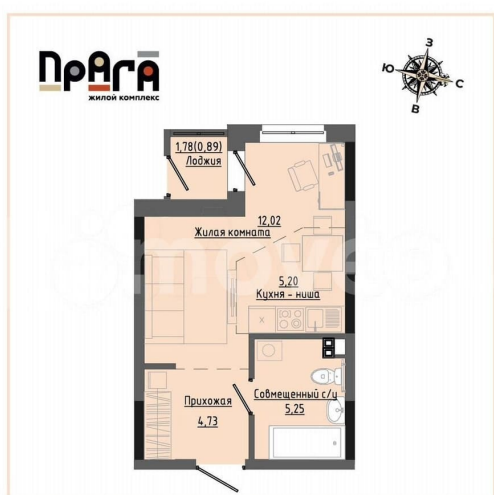 ПРАГА
ЖИЛОЙ КОМПЛЕКС
З
Ю
С
В
1,78(0,89)
Лоджия
12,02
Жилая комната
5,20
Кухня - ниша
Прихожая
4,73
Совмещенный с/у
5,25
move